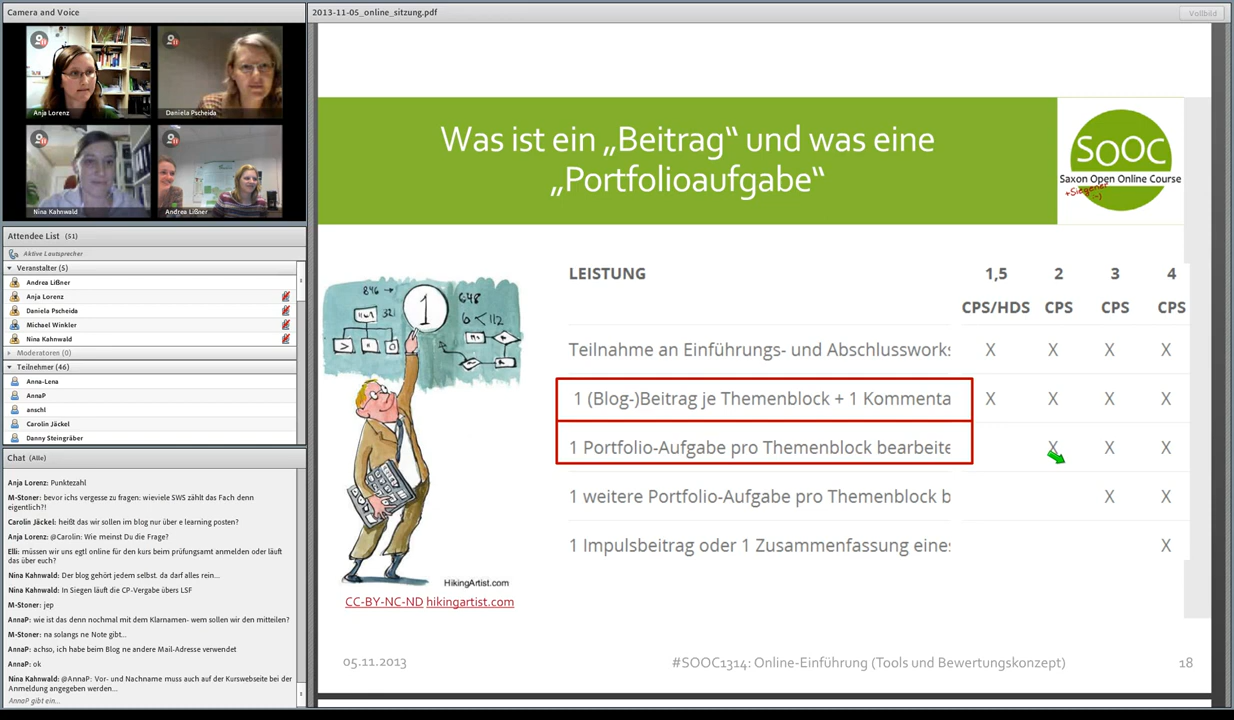 Camera and Voice
Anja Lorenz
Daniela Pscheida
Nina Kahnwald
Andrea Lißner
Attendee List (51)
Aktive Lautsprecher
Veranstalter (5)
Andrea Lißner
Anja Lorenz
Daniela Pscheida
Michael Winkler
Nina Kahnwald
Moderatoren (0)
Teilnehmer (46)
Anna-Lena
AnnaP
anschl
Carolin Jäckel
Danny Steingräber
Chat (Alle)
Anja Lorenz: Punktezahl
M-Stoner: bevor ichs vergesse zu fragen: wieviele SWS zählt das Fach denn
eigentlich?!
Carolin Jäckel: heißt das wir sollen im blog nur über e learning posten?
Anja Lorenz: @Carolin: Wie meinst Du die Frage?
Elli: müssen wir uns egtl online für den kurs beim prüfungsamt anmelden oder läuft
das über euch?
Nina Kahnwald: Der blog gehört jedem selbst. da darf alles rein...
Nina Kahnwald: In Siegen läuft die CP-Vergabe übers LSF
M-Stoner: jep
AnnaP: wie ist das denn nochmal mit dem Klarnamen- wem sollen wir den mitteilen?
M-Stoner: na solangs ne Note gibt...
AnnaP: achso, ich habe beim Blog ne andere Mail-Adresse verwendet
AnnaP: ok
Nina Kahnwald: @AnnaP: Vor- und Nachname muss auch auf der Kurswebseite bei der
Anmeldung angegeben werden...
AnnaP gibt ein...
2013-11-05_online_sitzung.pdf
Vollbild
Was ist ein „Beitrag“ und was eine
„Portfolioaufgabe“
SOOC
Saxon Open Online Course
+Siegener
:-)
LEISTUNG 1,5 2 3 4
CPS/HDS CPS CPS CPS
Teilnahme an Einführungs- und Abschlussworks X X X X
1 (Blog-)Beitrag je Themenblock + 1 Kommenta X X X X
1 Portfolio-Aufgabe pro Themenblock bearbeite X X X
1 weitere Portfolio-Aufgabe pro Themenblock b X X
1 Impulsbeitrag oder 1 Zusammenfassung eine X
846 →
32
1
648
6 < 112
HikingArtist.com
CC-BY-NC-ND hikingartist.com
05.11.2013
#SOOC1314: Online-Einführung (Tools und Bewertungskonzept)
18